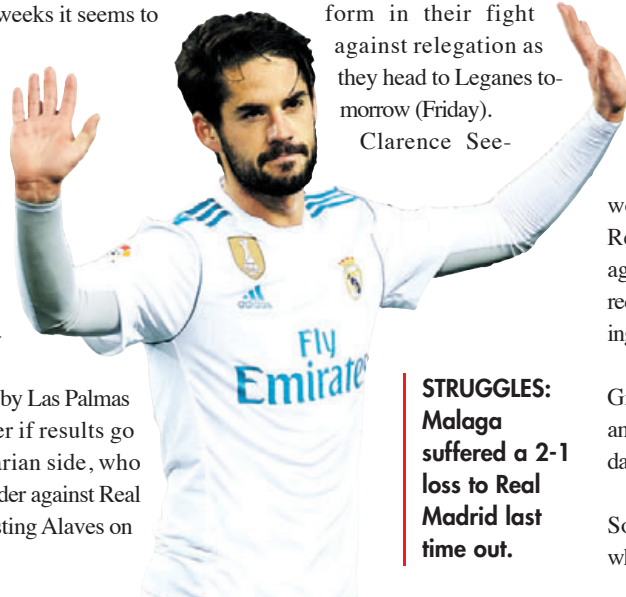 weeks it seems to
form in their fight
against relegation as
they head to Leganes to-
morrow (Friday).
Clarence See-
by Las Palmas
er if results go
rian side, who
der against Real
sting Alaves on
adidas
Fly
Emirates
STRUGGLES:
Malaga
suffered a 2-1
loss to Real
Madrid last
time out.
we
Re
ag
rec
ing
G
an
da
So
wh